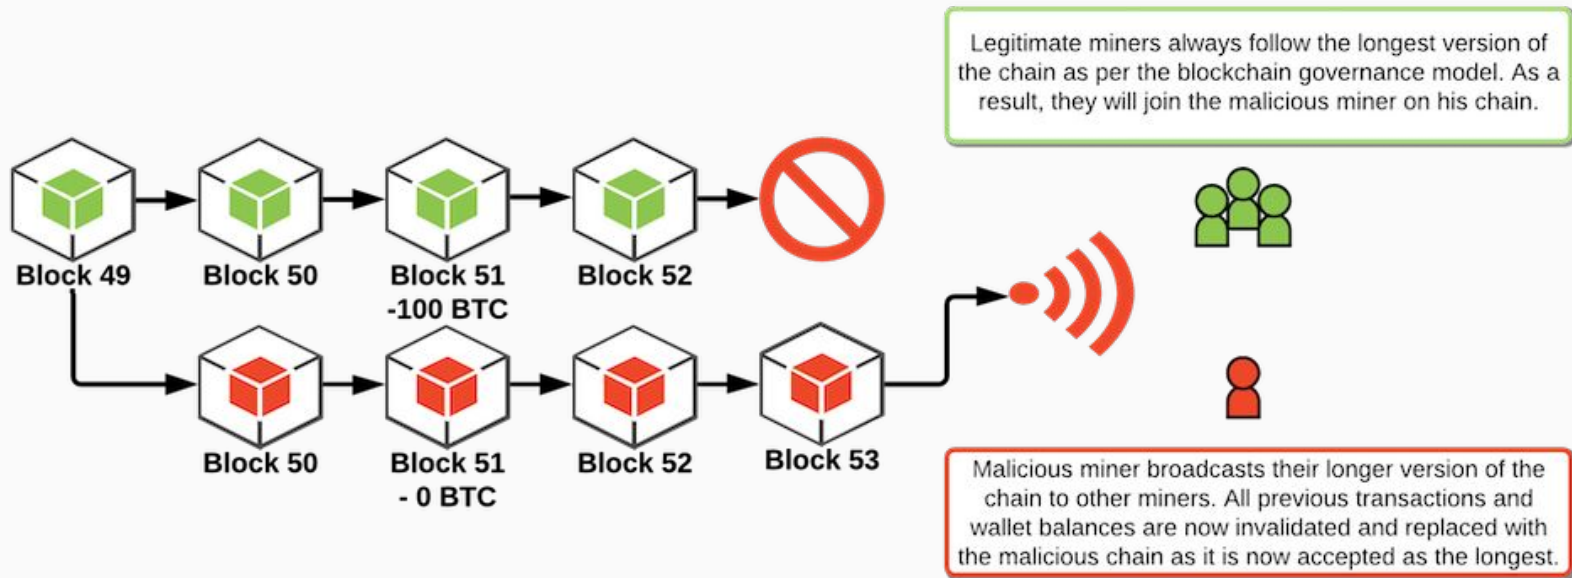 Legitimate miners always follow the longest version of
the chain as per the blockchain governance model. As a
result, they will join the malicious miner on his chain.
Block 49
Block 50
Block 51
-100 BTC
Block 52
Block 50
Block 51
- 0 BTC
Block 52
Block 53
Malicious miner broadcasts their longer version of the
chain to other miners. All previous transactions and
wallet balances are now invalidated and replaced with
the malicious chain as it is now accepted as the longest.